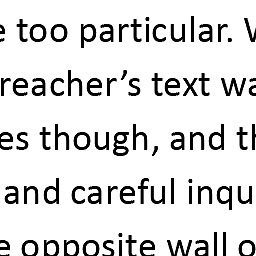 e too particular. V
reacher’s text wa
es though, and th
and careful inqu
e opposite wall o